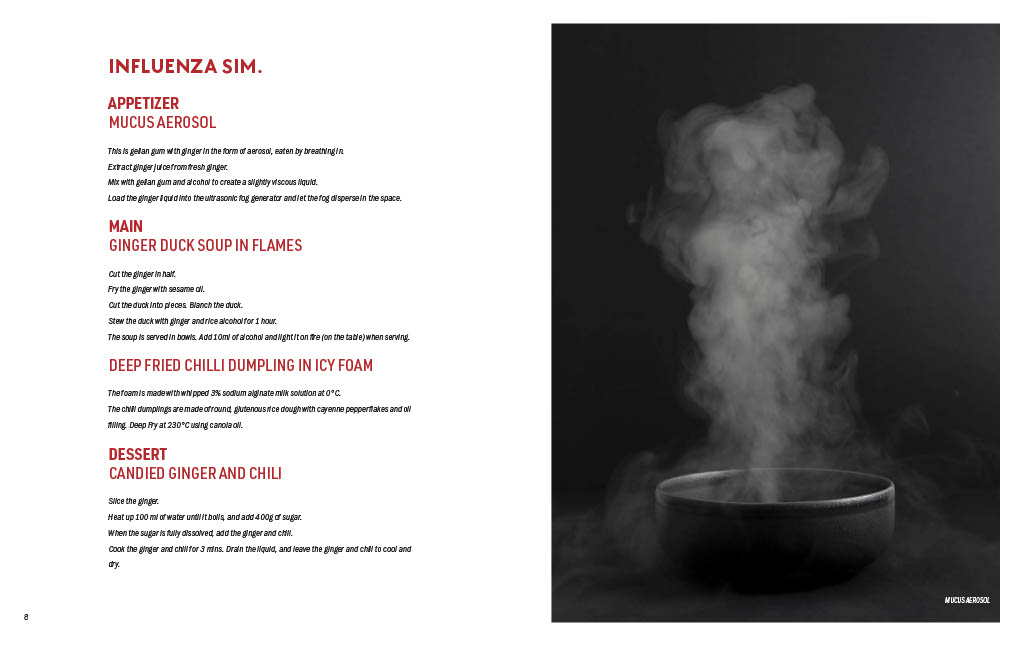 INFLUENZA SIM.
APPETIZER
MUCUS AEROSOL
This is gellan gum with ginger in the form of aerosol, eaten by breathing in.
Extract ginger juice from fresh ginger.
Mix with gellan gum and alcohol to create a slightly viscous liquid.
Load the ginger liquid into the ultrasonic fog generator and let the fog disperse in the space.
MAIN
GINGER DUCK SOUP IN FLAMES
Cut the ginger in half.
Fry the ginger with sesame oil.
Cut the duck into pieces. Blanch the duck.
Stew the duck with ginger and rice alcohol for 1 hour.
The soup is served in bowls. Add 10ml of alcohol and light it on fire (on the table) when serving.
DEEP FRIED CHILLI DUMPLING IN ICY FOAM
The foam is made with whipped 3% sodium alginate milk solution at 0°C.
The chilli dumplings are made of round, glutenous rice dough with cayenne pepper flakes and oil
filling. Deep Fry at 230°C using canola oil.
DESSERT
CANDIED GINGER AND CHILI
Slice the ginger.
Heat up 100 ml of water until it boils, and add 400g of sugar.
When the sugar is fully dissolved, add the ginger and chili.
Cook the ginger and chili for 3 mins. Drain the liquid, and leave the ginger and chili to cool and
dry.
8
MUCUS AEROSOL